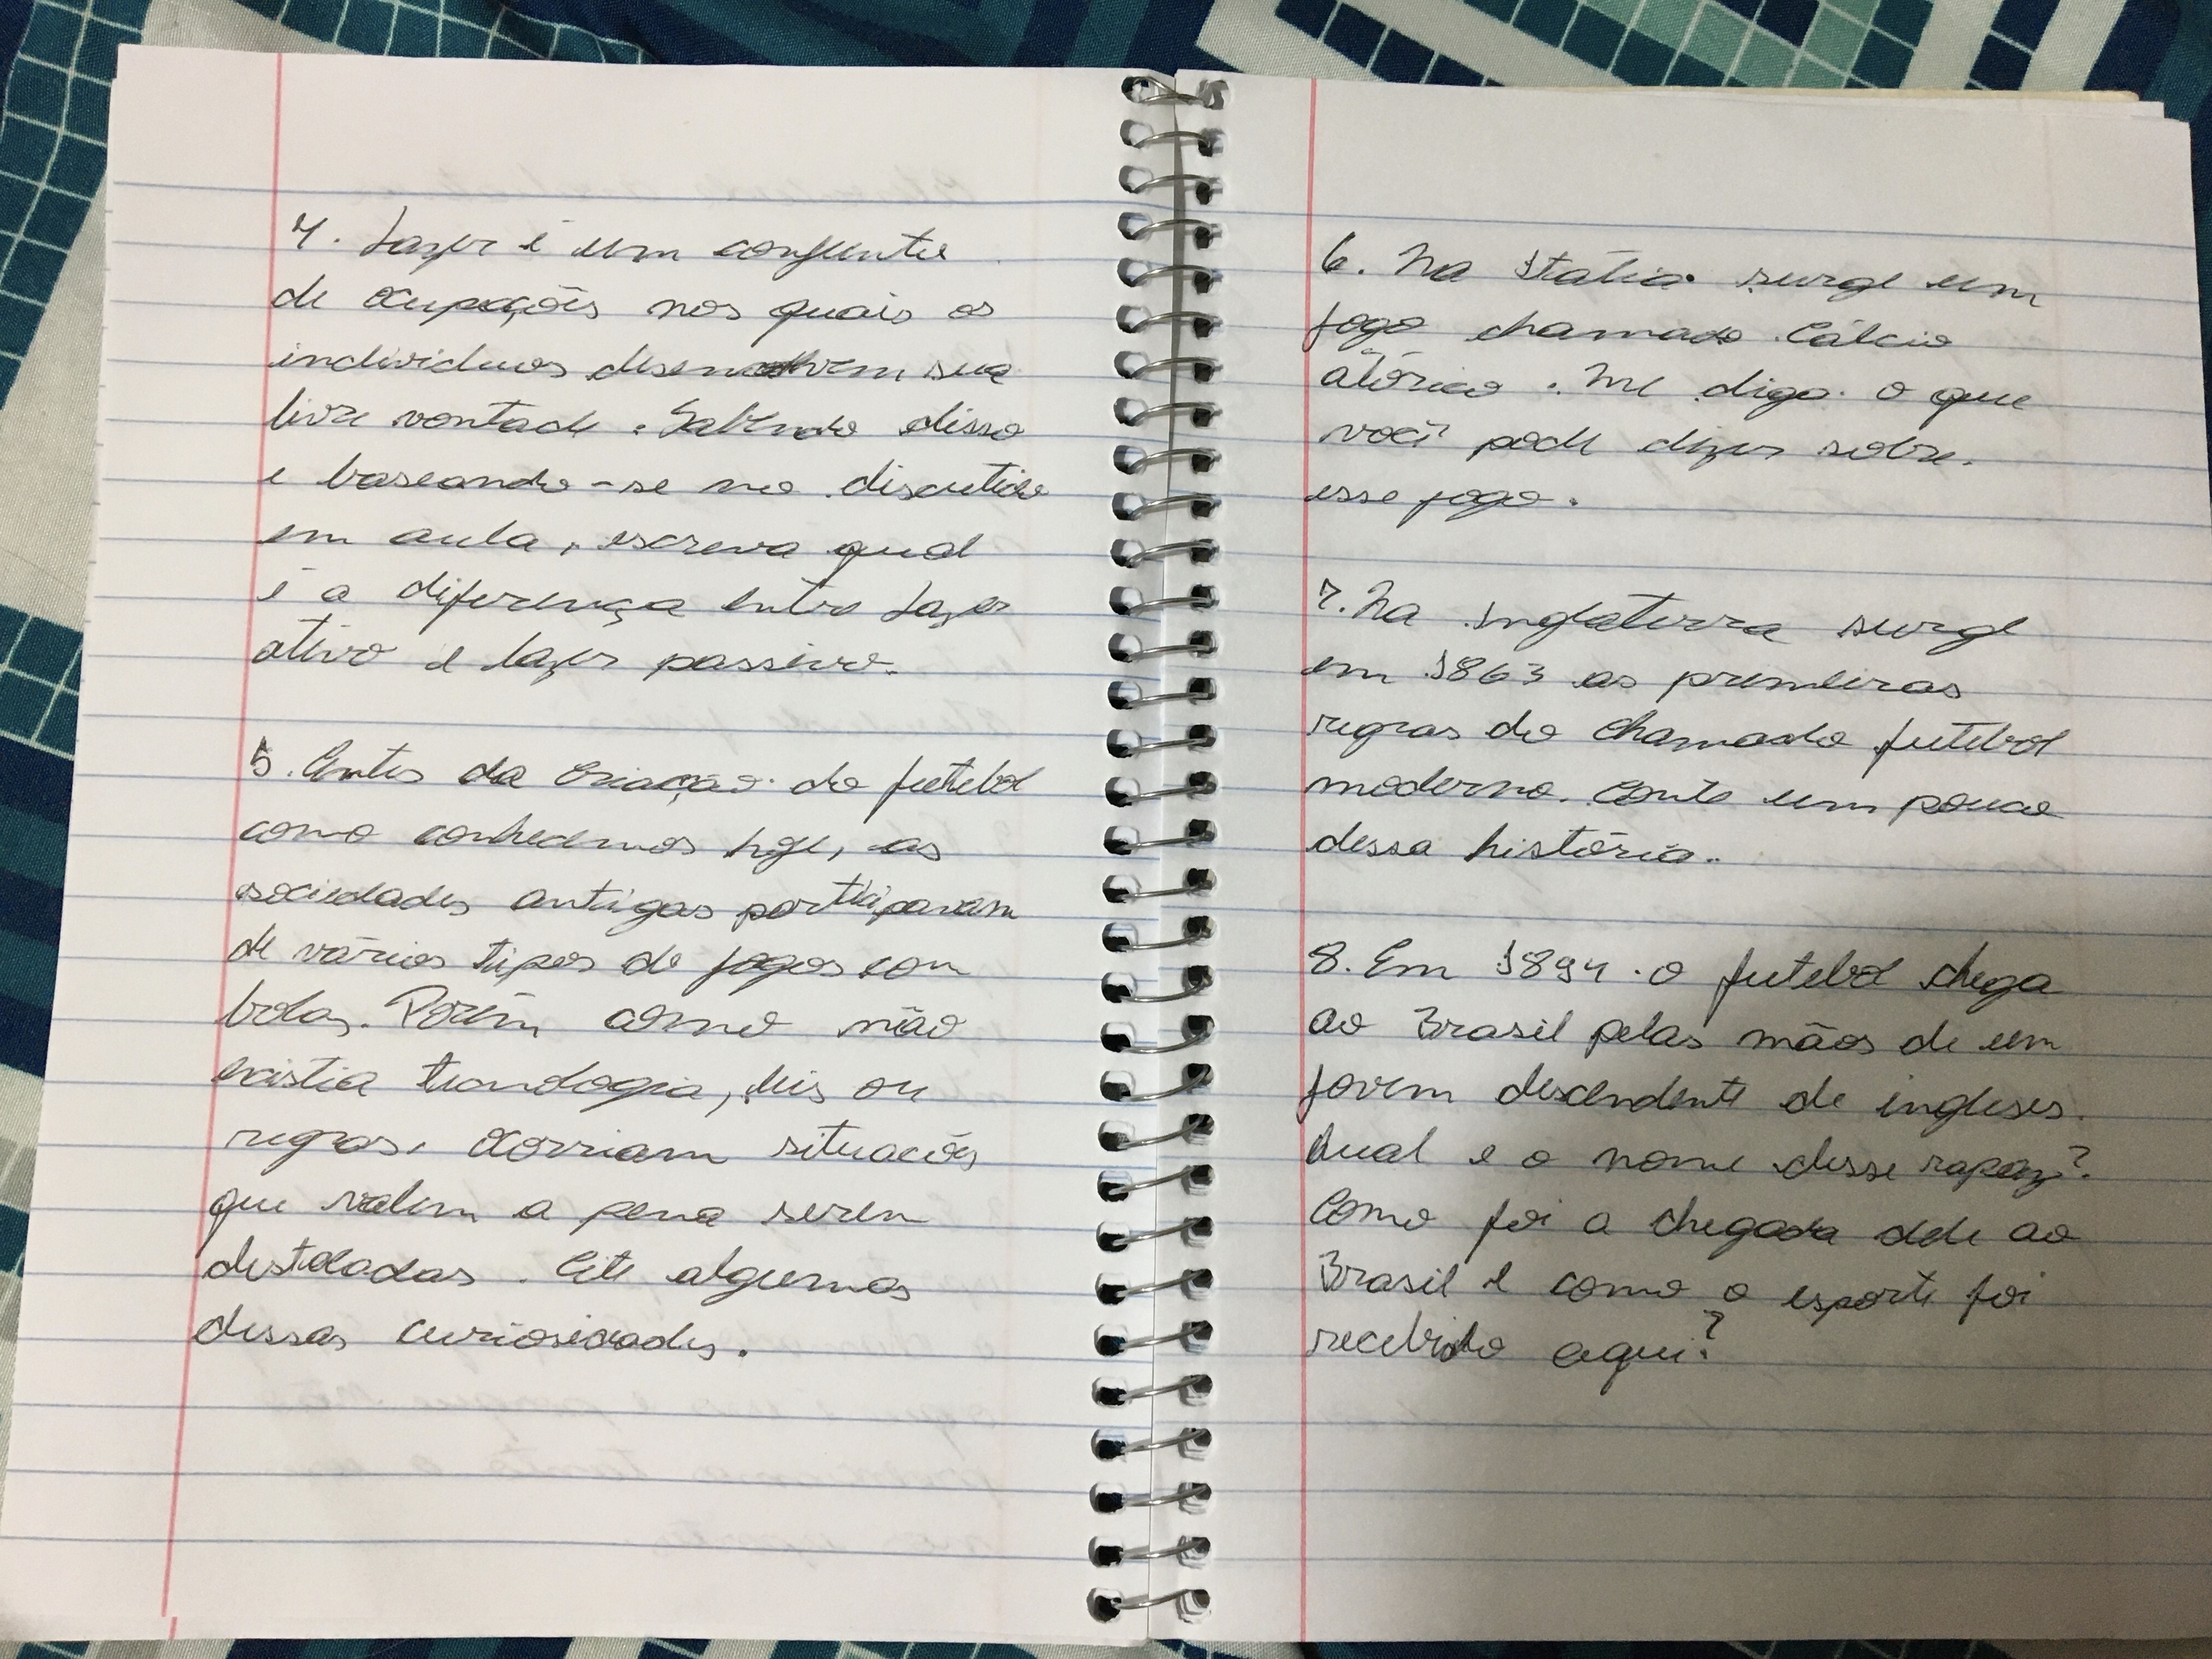 4. Lazer é um conjunto
de ocupações nos quais os
individuos desenvolvem sua
livre vontade. Sabendo disso
e baseando-se no discutido
em aula, escreva qual
é a diferença entre lazer
ativo e lazer passivo.
5. Antes da criação do futebol
como conhecemos hoje, as
sociedades antigas participavam
de vários tipos de jogos com
bolas. Porém como não
existia tecnologia, leis ou
regras, ocorriam situações
que valem a pena serem
destacadas. Cite algumas
dessas curiosidades.
6. Na Itália surge um
jogo chamado Cálcio
. Me diga o que
você pode dizer sobre
esse jogo.
7. Na Inglaterra surge
em 1863 as primeiras
regras do chamado futebol
moderno. Conte um pouco
dessa história.
8. Em 1894 o futebol chega
ao Brasil pelas mãos de um
jovem descendente de ingleses.
Qual e o nome desse rapaz?
Como foi a chegada dele ao
Brasil e como o esporte foi
recebido aqui?